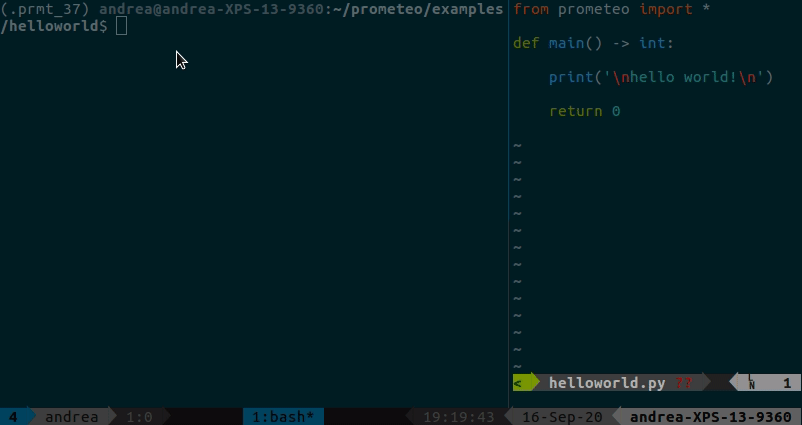 (.prmt_37) andrea@andrea-XPS-13-9360:~/prometeo/examples
/helloworld$
from prometeo import *
def main() -> int:
print('\nhello world!\n')
return 0
~
~
~
~
~
~
~
~
~
~
~
~
~
~
< helloworld.py ?? LN 1
4 andrea 1:0 1:bash* 19:19:43 16-Sep-20 andrea-XPS-13-9360